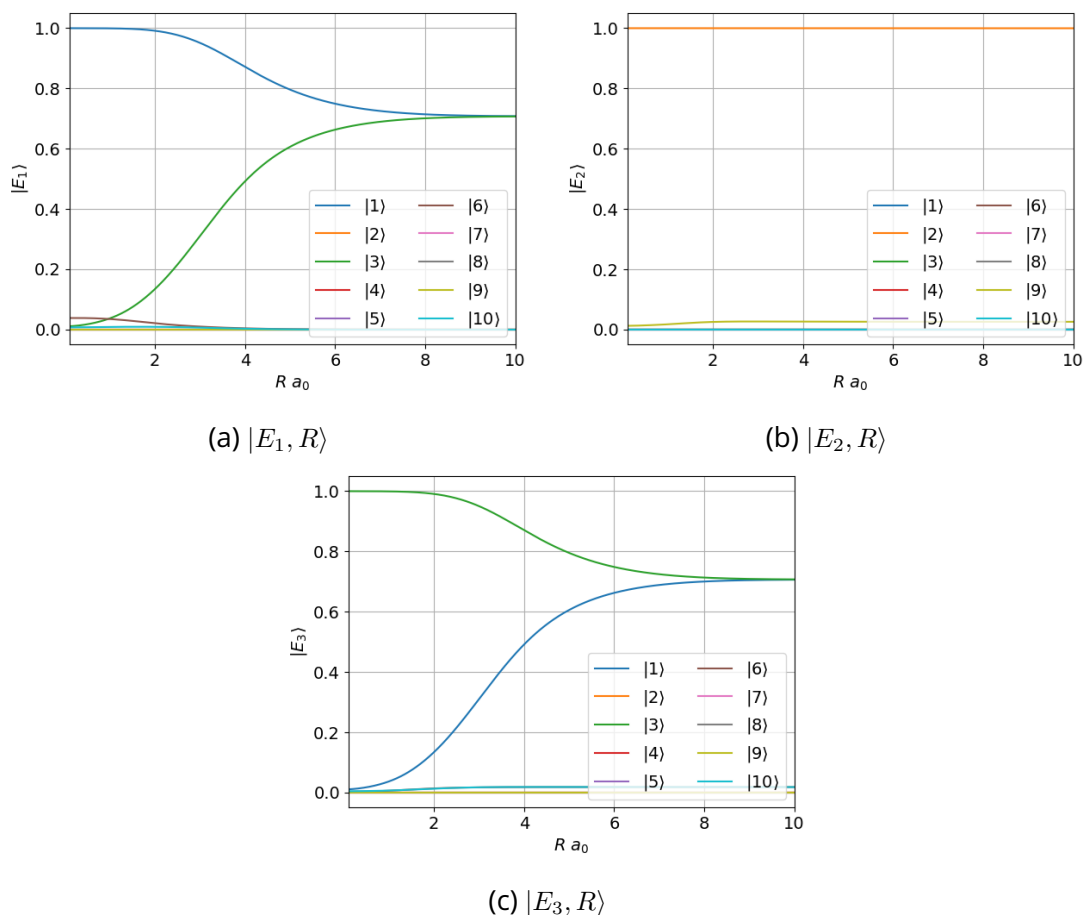 1.0
0.8
0.6
0.4
0.2
0.0
|E₁⟩
|1⟩ |6⟩
|2⟩ |7⟩
|3⟩ |8⟩
|4⟩ |9⟩
|5⟩ |10⟩
2 4 6 8 10
R a₀
(a) |E₁, R⟩
1.0
0.8
0.6
0.4
0.2
0.0
|E₂⟩
|1⟩ |6⟩
|2⟩ |7⟩
|3⟩ |8⟩
|4⟩ |9⟩
|5⟩ |10⟩
2 4 6 8 10
R a₀
(b) |E₂, R⟩
1.0
0.8
0.6
0.4
0.2
0.0
|E₃⟩
|1⟩ |6⟩
|2⟩ |7⟩
|3⟩ |8⟩
|4⟩ |9⟩
|5⟩ |10⟩
2 4 6 8 10
R a₀
(c) |E₃, R⟩